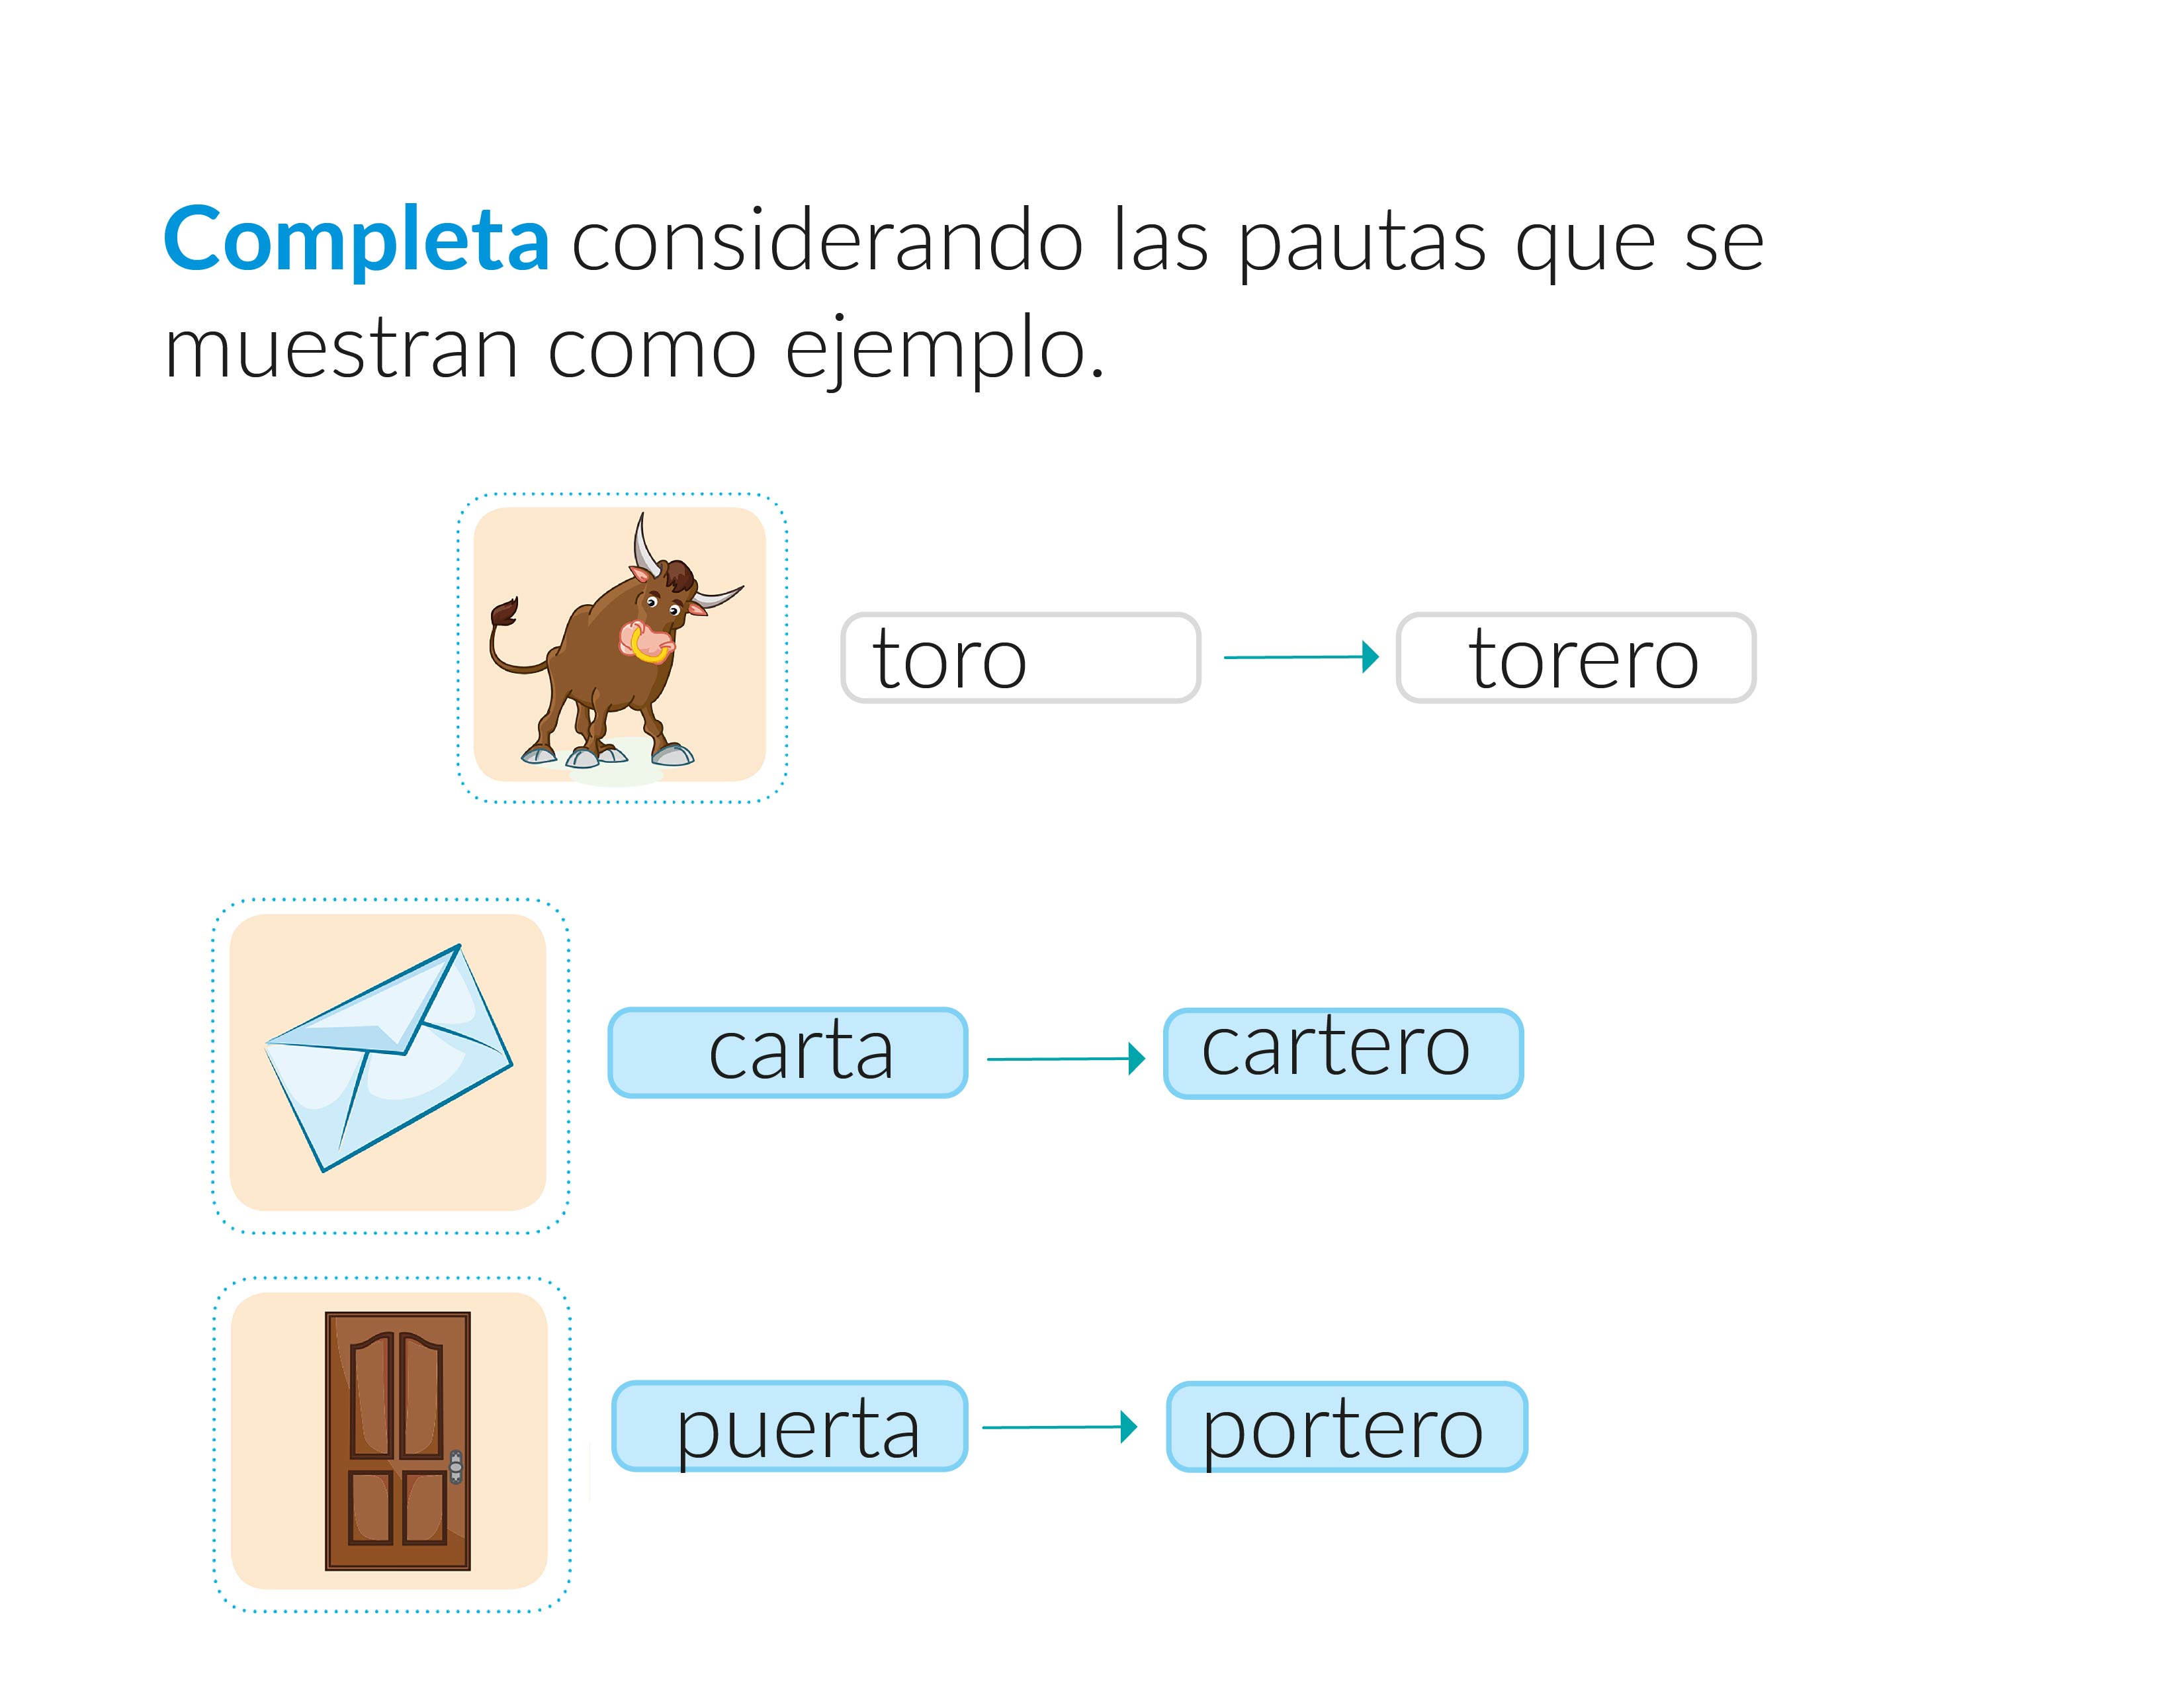 Completa considerando las pautas que se
muestran como ejemplo.
toro torero
carta cartero
puerta portero